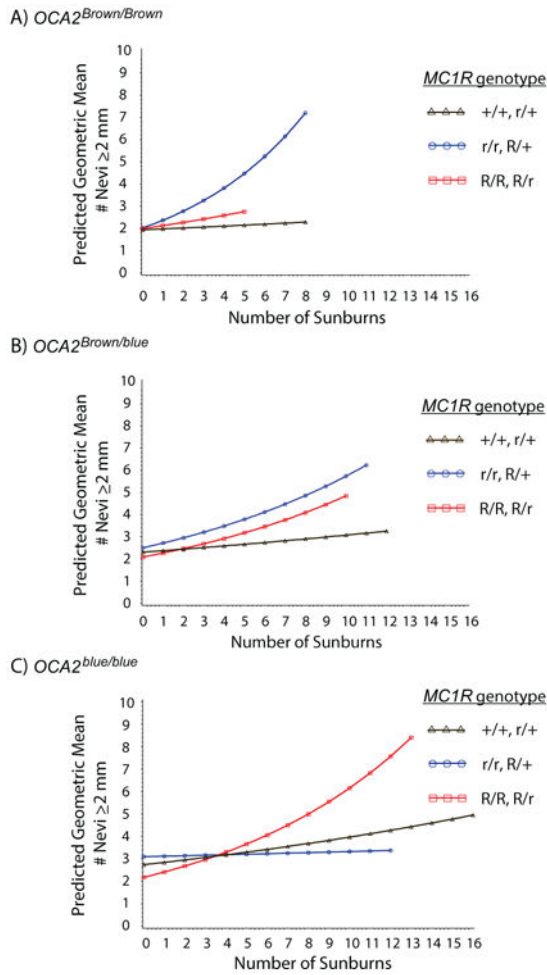 A) OCA2Brown/Brown
Predicted Geometric Mean
# Nevi ≥2 mm
10
9
8
7
6
5
4
3
2
1
0
0 1 2 3 4 5 6 7 8 9 10 11 12 13 14 15 16
Number of Sunburns
MC1R genotype
+/+, r/+
r/r, R/+
R/R, R/r
B) OCA2Brown/blue
Predicted Geometric Mean
# Nevi ≥2 mm
10
9
8
7
6
5
4
3
2
1
0
0 1 2 3 4 5 6 7 8 9 10 11 12 13 14 15 16
Number of Sunburns
MC1R genotype
+/+, r/+
r/r, R/+
R/R, R/r
C) OCA2blue/blue
Predicted Geometric Mean
# Nevi ≥2 mm
10
9
8
7
6
5
4
3
2
1
0
0 1 2 3 4 5 6 7 8 9 10 11 12 13 14 15 16
Number of Sunburns
MC1R genotype
+/+, r/+
r/r, R/+
R/R, R/r